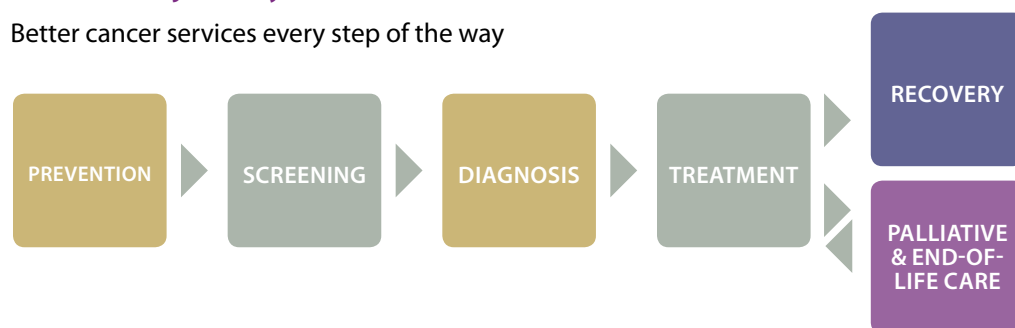 Better cancer services every step of the way
PREVENTION
SCREENING
DIAGNOSIS
TREATMENT
RECOVERY
PALLIATIVE
& END-OF-
LIFE CARE